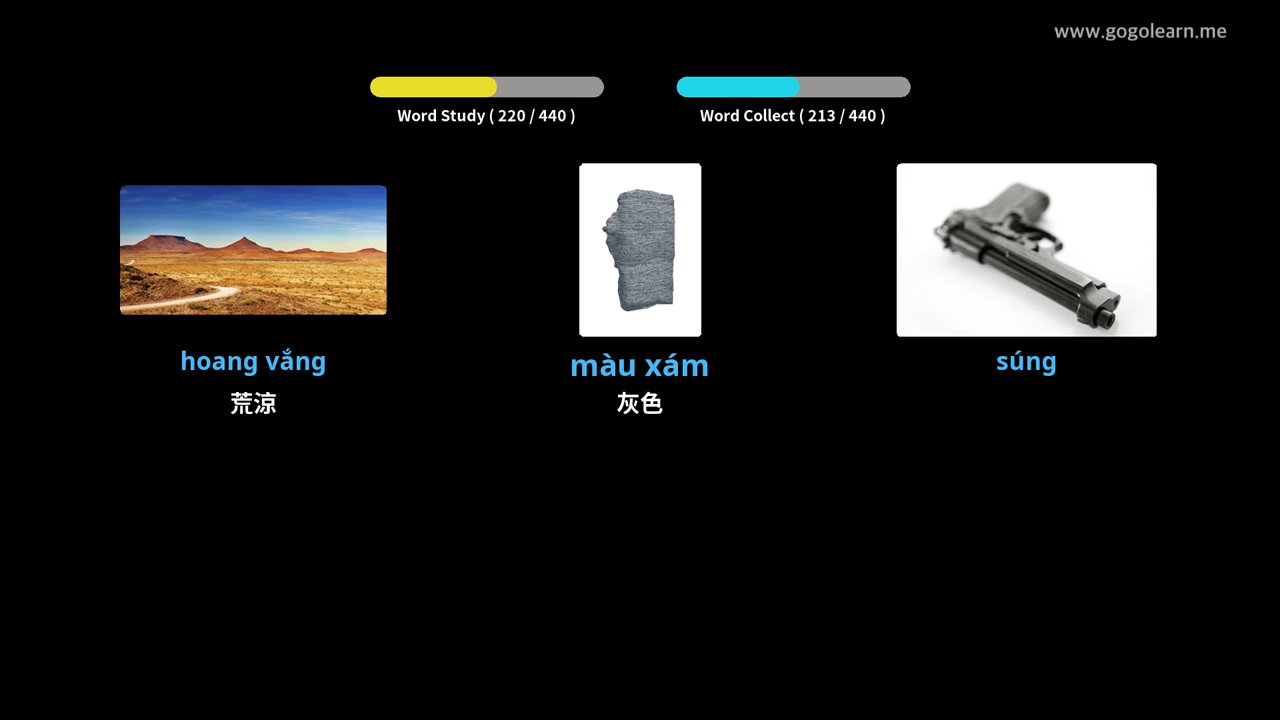 www.gogolearn.me
Word Study ( 220 / 440 )
Word Collect ( 213 / 440 )
hoang vắng
荒涼
màu xám
灰色
súng